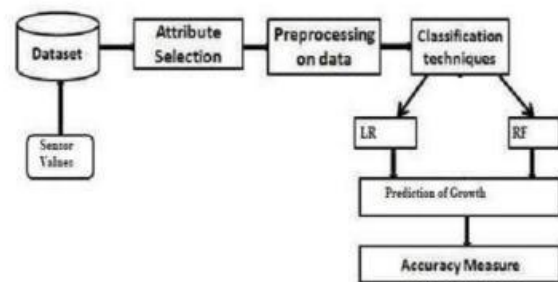 Dataset
Attribute
Selection
Preprocessing
on data
Classification
techniques
Sensor
Values
LR
RF
Prediction of Growth
Accuracy Measure